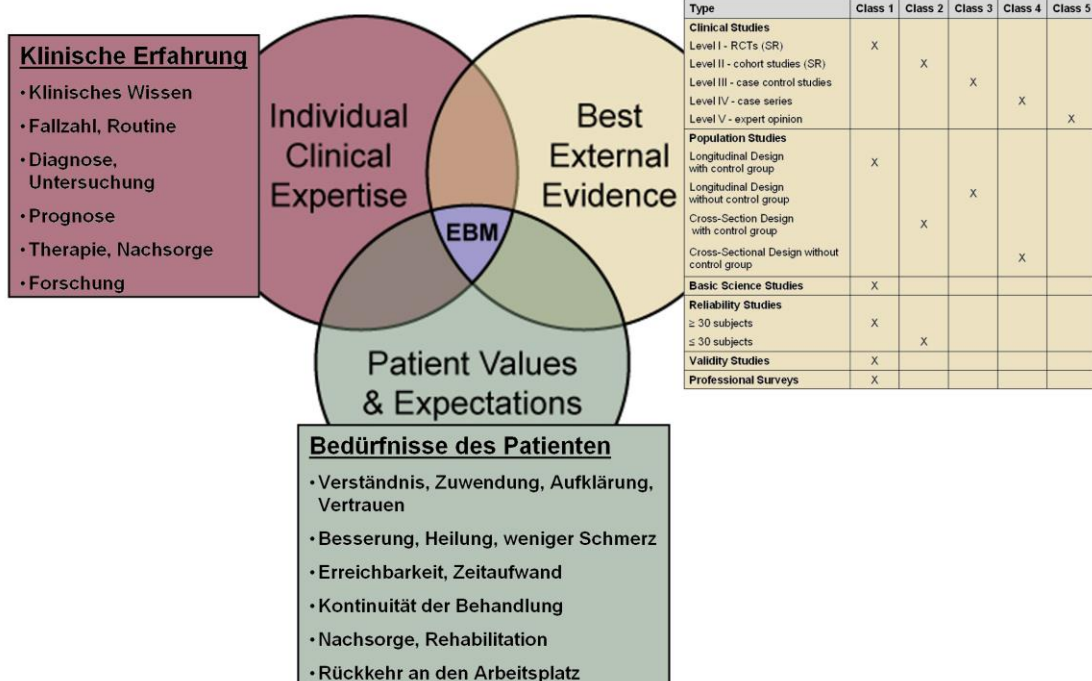 Klinische Erfahrung
• Klinisches Wissen
• Fallzahl, Routine
• Diagnose,
Untersuchung
• Prognose
• Therapie, Nachsorge
• Forschung
Individual
Clinical
Expertise
Best
External
Evidence
EBM
Patient Values
& Expectations
Bedürfnisse des Patienten
• Verständnis, Zuwendung, Aufklärung,
Vertrauen
• Besserung, Heilung, weniger Schmerz
• Erreichbarkeit, Zeitaufwand
• Kontinuität der Behandlung
• Nachsorge, Rehabilitation
• Rückkehr an den Arbeitsplatz
Type Class 1 Class 2 Class 3 Class 4 Class 5
Clinical Studies
Level I - RCTs (SR) X
Level II - cohort studies (SR) X
Level III - case control studies X
Level IV - case series X
Level V - expert opinion X
Population Studies
Longitudinal Design
with control group X
Longitudinal Design
without control group X
Cross-Section Design
with control group X
Cross-Sectional Design without
control group X
Basic Science Studies X
Reliability Studies
≥ 30 subjects X
≤ 30 subjects X
Validity Studies X
Professional Surveys X